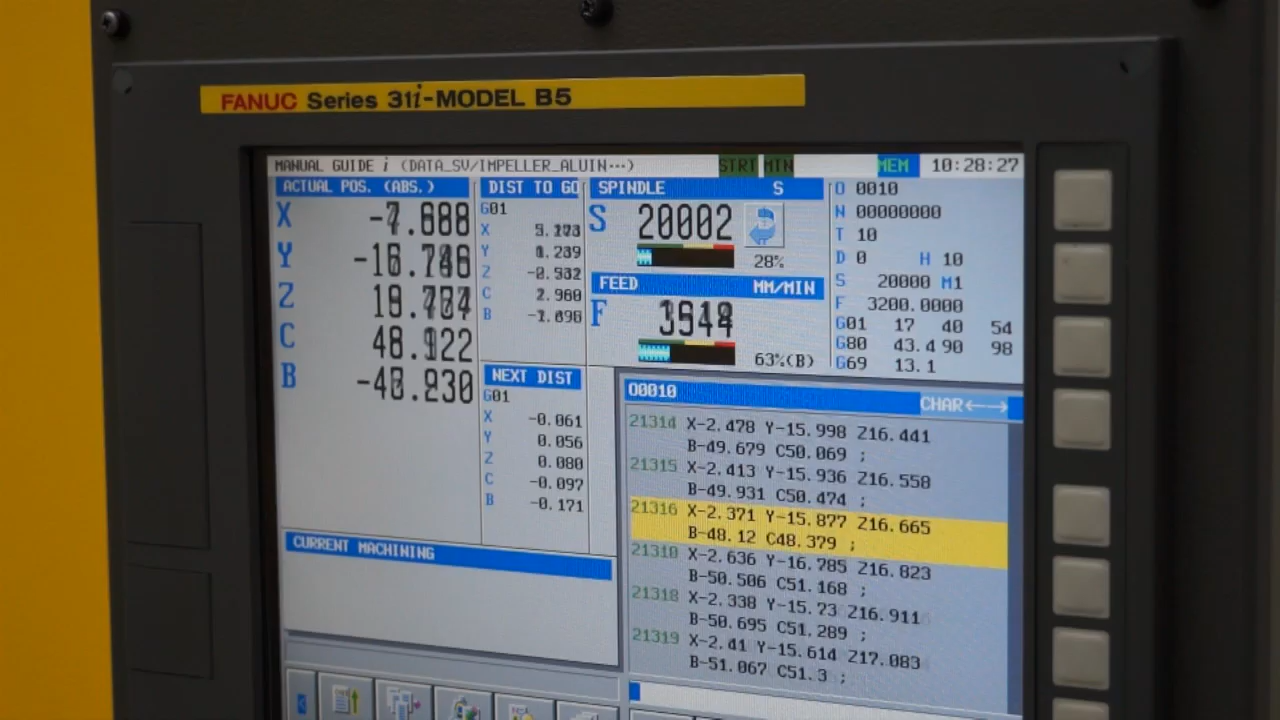 FANUC Series 31i-MODEL B5
MANUAL GUIDE i (DATA_SV/IMPELLER_ALUIN···)
STRT MTN
MEM
10:28:27
ACTUAL POS. (ABS.)
X
Y
Z
C
B
DIST TO GO
G01
X
Y
Z
C
B
NEXT DIST
G01
X -0.061
Y 0.056
Z 0.080
C -0.097
B -0.171
SPINDLE S
S 20002
28%
FEED MM/MIN
F
63%(B)
O 0010
N 00000000
T 10
D 0 H 10
S 20000 M1
F 3200.0000
G01 17 40 54
G80 43.4 90 98
G69 13.1
O0010
CHAR←→
21314 X-2.478 Y-15.998 Z16.441
B-49.679 C50.069 ;
21315 X-2.413 Y-15.936 Z16.550
B-49.931 C50.474 ;
21316 X-2.371 Y-15.877 Z16.665
B-48.12 C48.379 ;
X-2.636 Y-16.785 Z16.823
B-50.506 C51.168 ;
21318 X-2.338 Y-15.73 Z16.911
B-50.695 C51.289 ;
21319 X-2.41 Y-15.614 Z17.083
B-51.067 C51.3 ;
CURRENT MACHINING